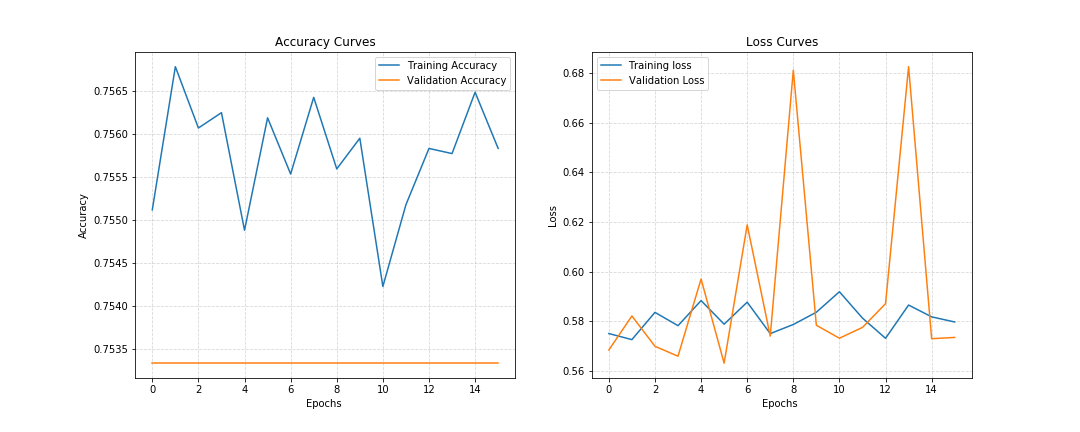 Accuracy Curves
Training Accuracy
Validation Accuracy
0.7565
0.7560
0.7555
0.7550
0.7545
0.7540
0.7535
Accuracy
0 2 4 6 8 10 12 14
Epochs
Loss Curves
Training loss
Validation Loss
0.68
0.66
0.64
0.62
0.60
0.58
0.56
Loss
0 2 4 6 8 10 12 14
Epochs